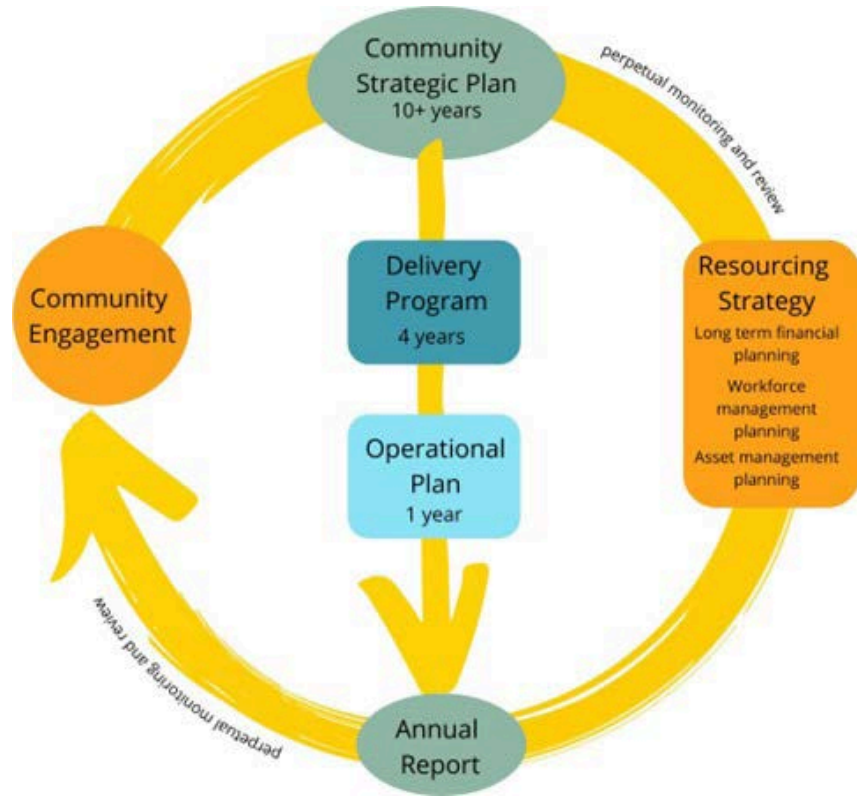 Community
Strategic Plan
10+ years
perpetual monitoring and review
Community
Engagement
Delivery
Program
4 years
Resourcing
Strategy
Long term financial
planning
Workforce
management
planning
Asset management
planning
Operational
Plan
1 year
perpetual monitoring and review
Annual
Report